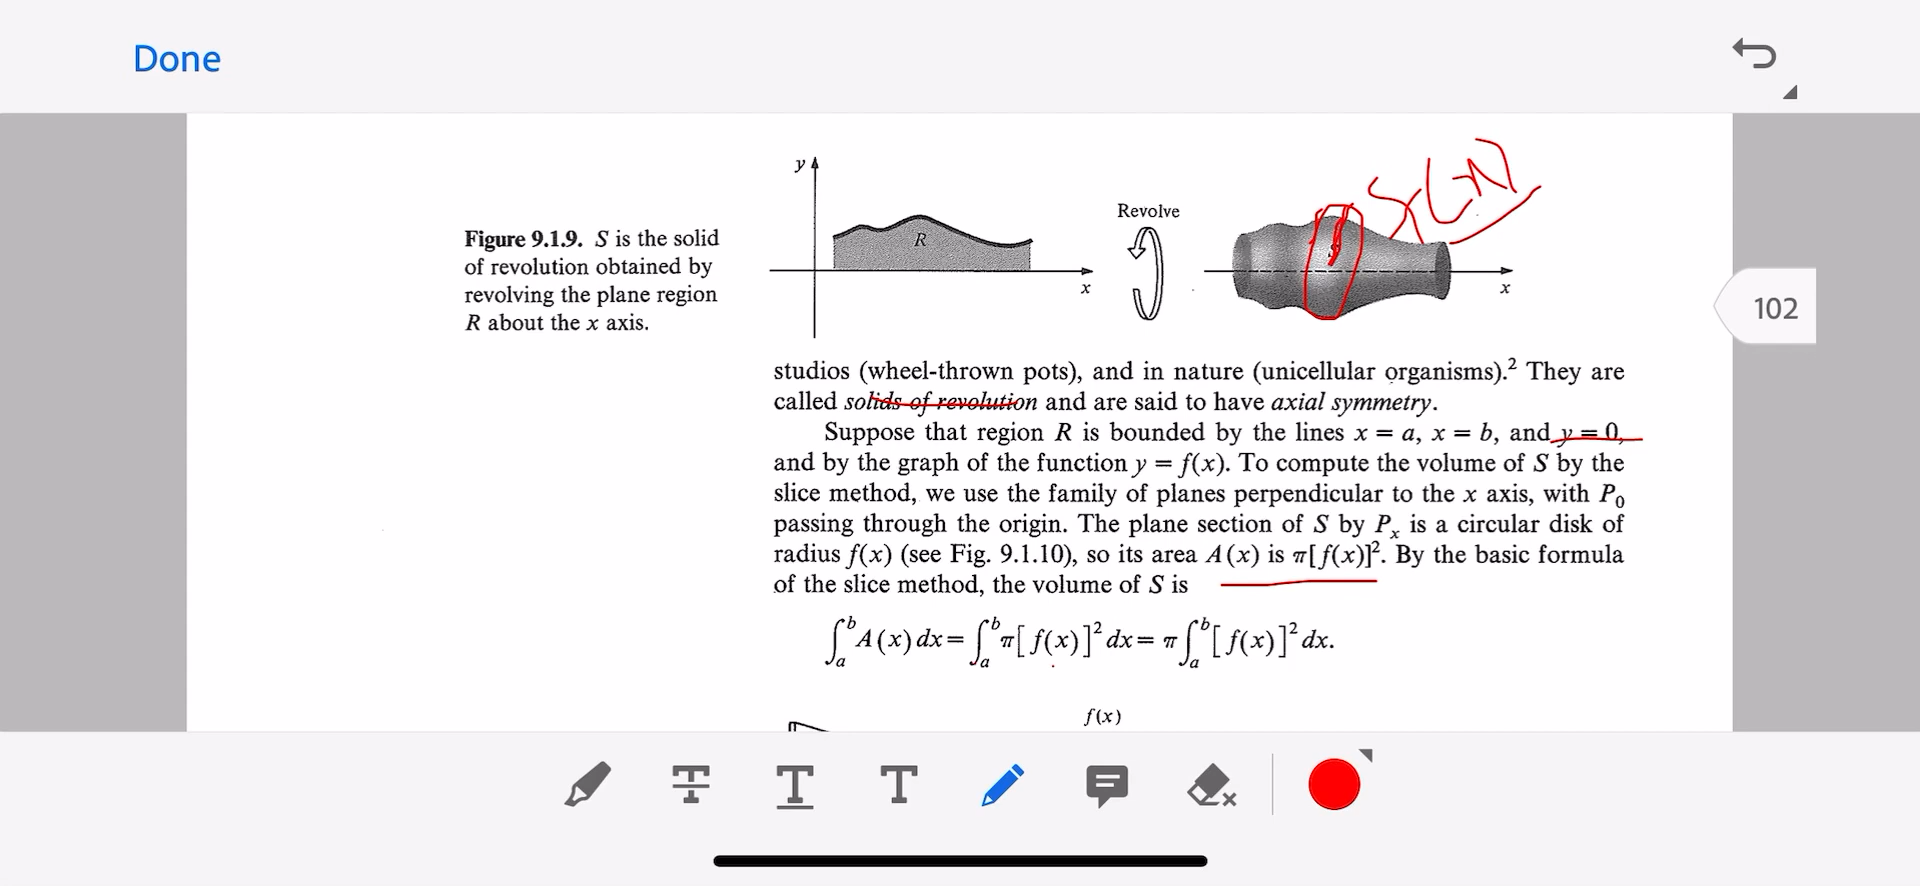 Done
y
R
x
Revolve
x
Figure 9.1.9. S is the solid
of revolution obtained by
revolving the plane region
R about the x axis.
102
studios (wheel-thrown pots), and in nature (unicellular organisms).² They are
called solids of revolution and are said to have axial symmetry.
Suppose that region R is bounded by the lines x = a, x = b, and y = 0,
and by the graph of the function y = f(x). To compute the volume of S by the
slice method, we use the family of planes perpendicular to the x axis, with P₀
passing through the origin. The plane section of S by Pₓ is a circular disk of
radius f(x) (see Fig. 9.1.10), so its area A(x) is π[f(x)]². By the basic formula
of the slice method, the volume of S is
∫ₐᵇ A(x) dx = ∫ₐᵇ π[f(x)]² dx = π ∫ₐᵇ [f(x)]² dx.
f(x)
T
T
T